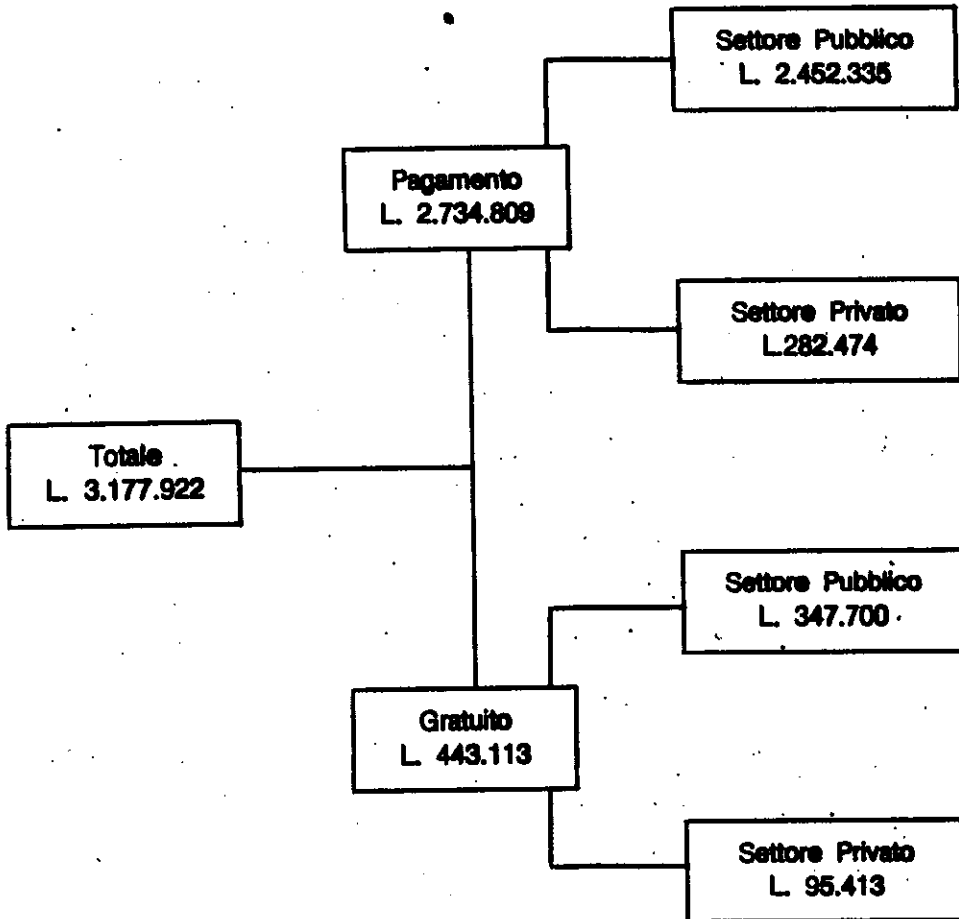 Settore Pubblico
L. 2.452.335
Pagamento
L. 2.734.809
Settore Privato
L.282.474
Totale
L. 3.177.922
Settore Pubblico
L. 347.700
Gratuito
L. 443.113
Settore Privato
L. 95.413